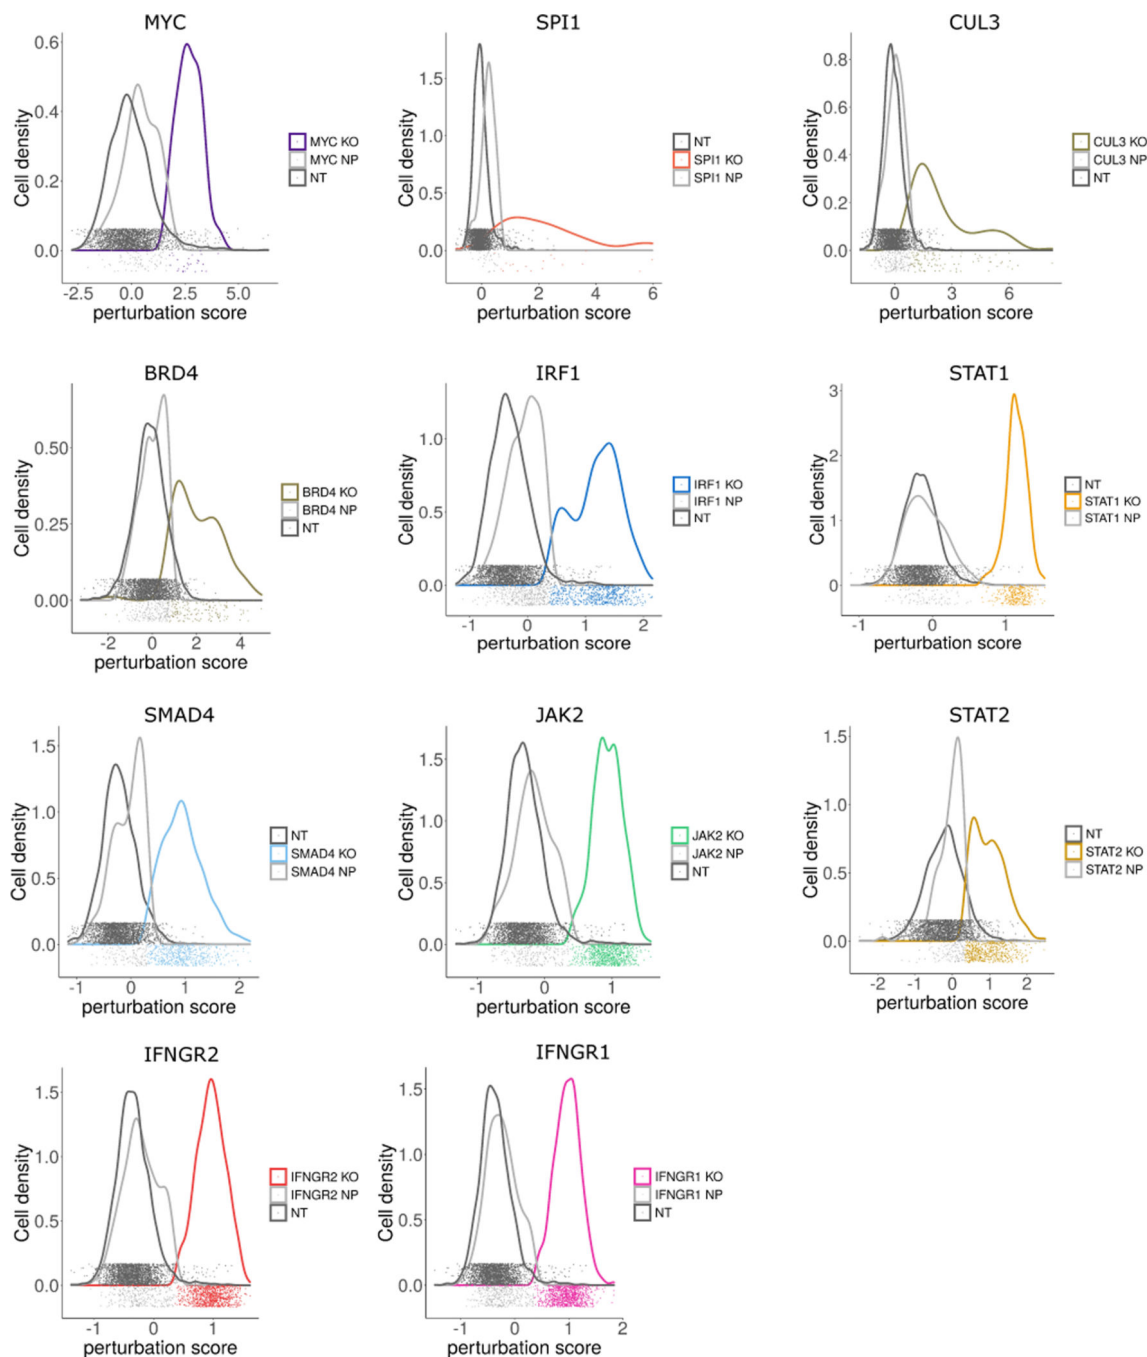 MYC
0.6
0.4
0.2
0.0
Cell density
-2.5 0.0 2.5 5.0
perturbation score
MYC KO
MYC NP
NT
SPI1
1.5
1.0
0.5
0.0
Cell density
0 2 4 6
perturbation score
NT
SPI1 KO
SPI1 NP
CUL3
0.8
0.6
0.4
0.2
0.0
Cell density
0 3 6
perturbation score
CUL3 KO
CUL3 NP
NT
BRD4
0.50
0.25
0.00
Cell density
-2 0 2 4
perturbation score
BRD4 KO
BRD4 NP
NT
IRF1
1.0
0.5
0.0
Cell density
-1 0 1 2
perturbation score
IRF1 KO
IRF1 NP
NT
STAT1
3
2
1
0
Cell density
-1 0 1
perturbation score
NT
STAT1 KO
STAT1 NP
SMAD4
1.5
1.0
0.5
0.0
Cell density
-1 0 1 2
perturbation score
NT
SMAD4 KO
SMAD4 NP
JAK2
1.5
1.0
0.5
0.0
Cell density
-1 0 1
perturbation score
JAK2 KO
JAK2 NP
NT
STAT2
1.5
1.0
0.5
0.0
Cell density
-2 -1 0 1 2
perturbation score
NT
STAT2 KO
STAT2 NP
IFNGR2
1.5
1.0
0.5
0.0
Cell density
-1 0 1
perturbation score
IFNGR2 KO
IFNGR2 NP
NT
IFNGR1
1.5
1.0
0.5
0.0
Cell density
-1 0 1 2
perturbation score
IFNGR1 KO
IFNGR1 NP
NT